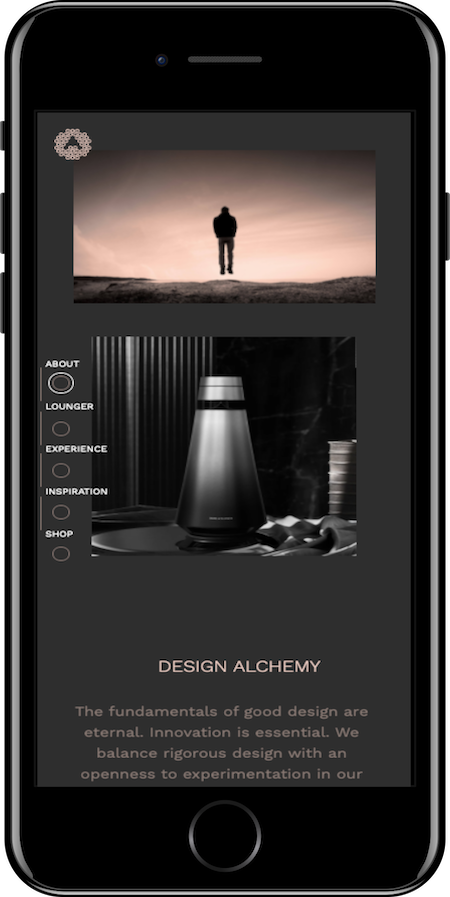 ABOUT
LOUNGER
EXPERIENCE
INSPIRATION
SHOP
DESIGN ALCHEMY
The fundamentals of good design are
eternal. Innovation is essential. We
balance rigorous design with an
openness to experimentation in our